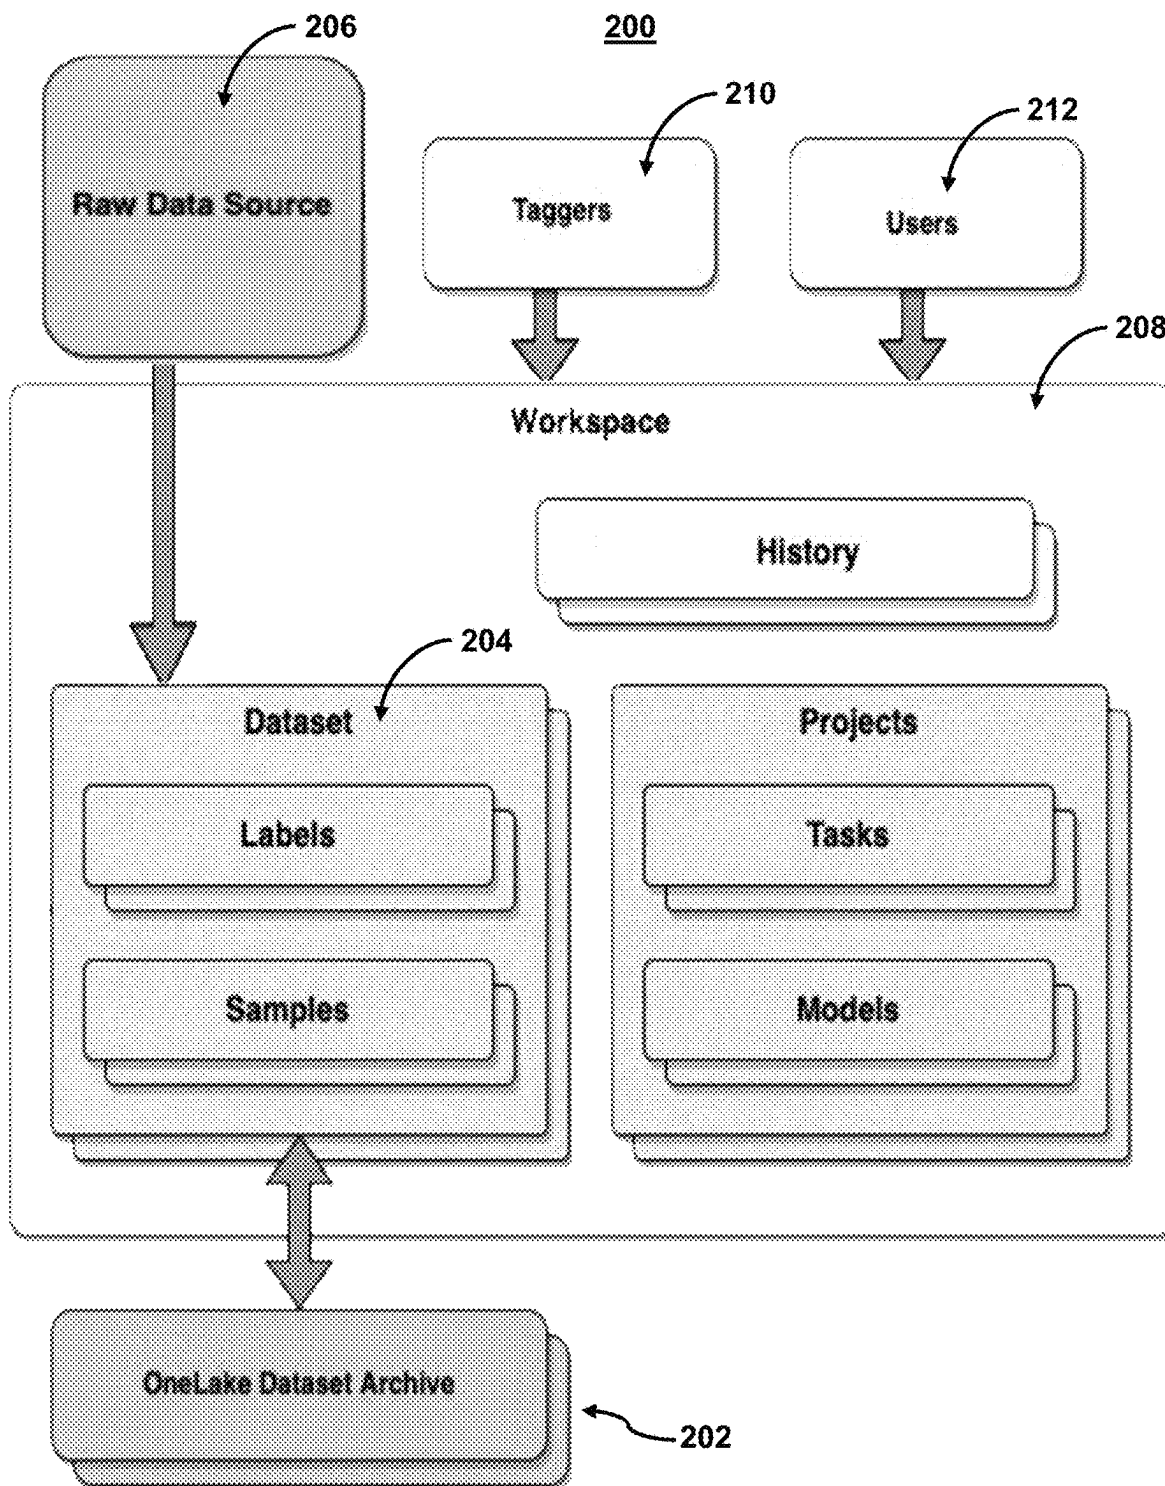 206
200
210
212
Raw Data Source
Taggers
Users
208
Workspace
History
204
Dataset
Projects
Labels
Tasks
Samples
Models
OneLake Dataset Archive
202